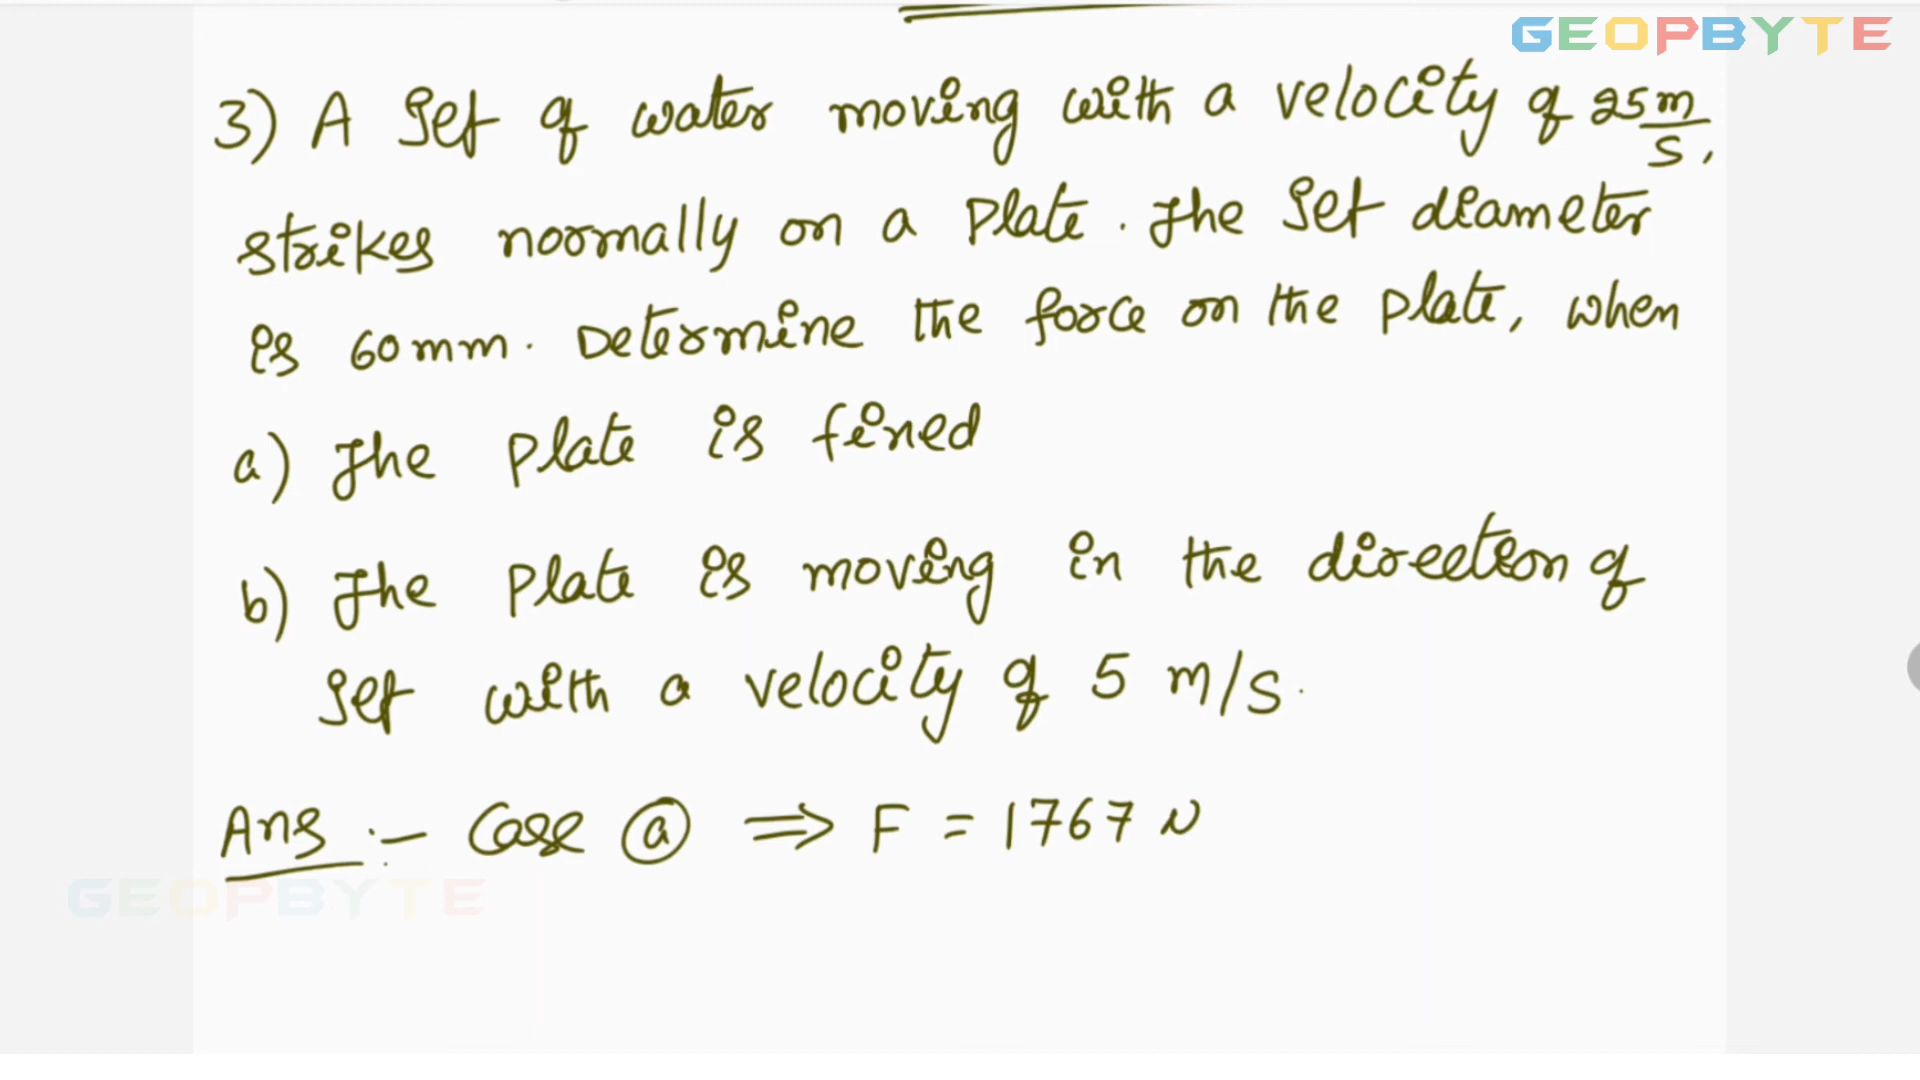 GEOPBYTE
3) A Jet of water moving with a velocity of 25 m/s,
strikes normally on a plate. The Jet diameter
is 60 mm. Determine the force on the plate, when
a) The plate is fixed
b) The plate is moving in the direction of
Jet with a velocity of 5 m/s.
Ans :- Case (a) ⇒ F = 1767 N
GEOPBYTE